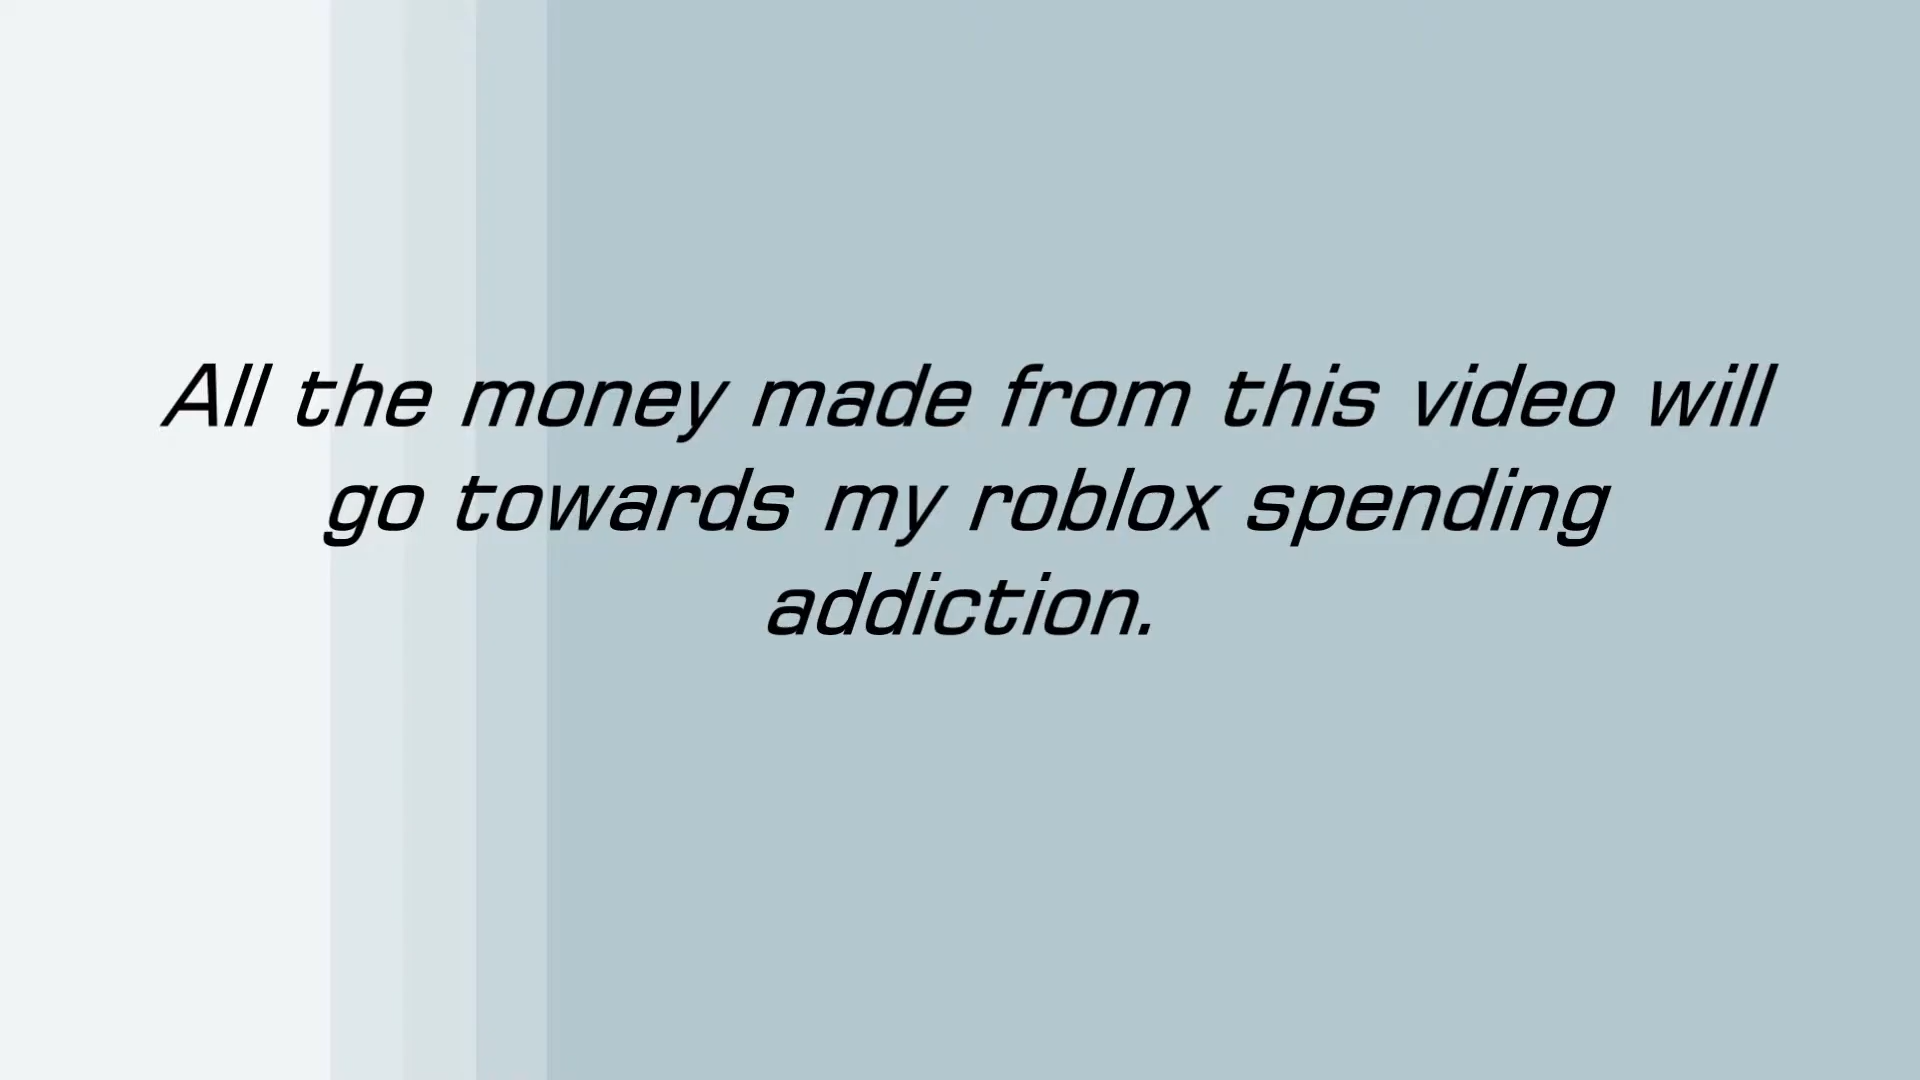 All the money made from this video will
go towards my roblox spending
addiction.